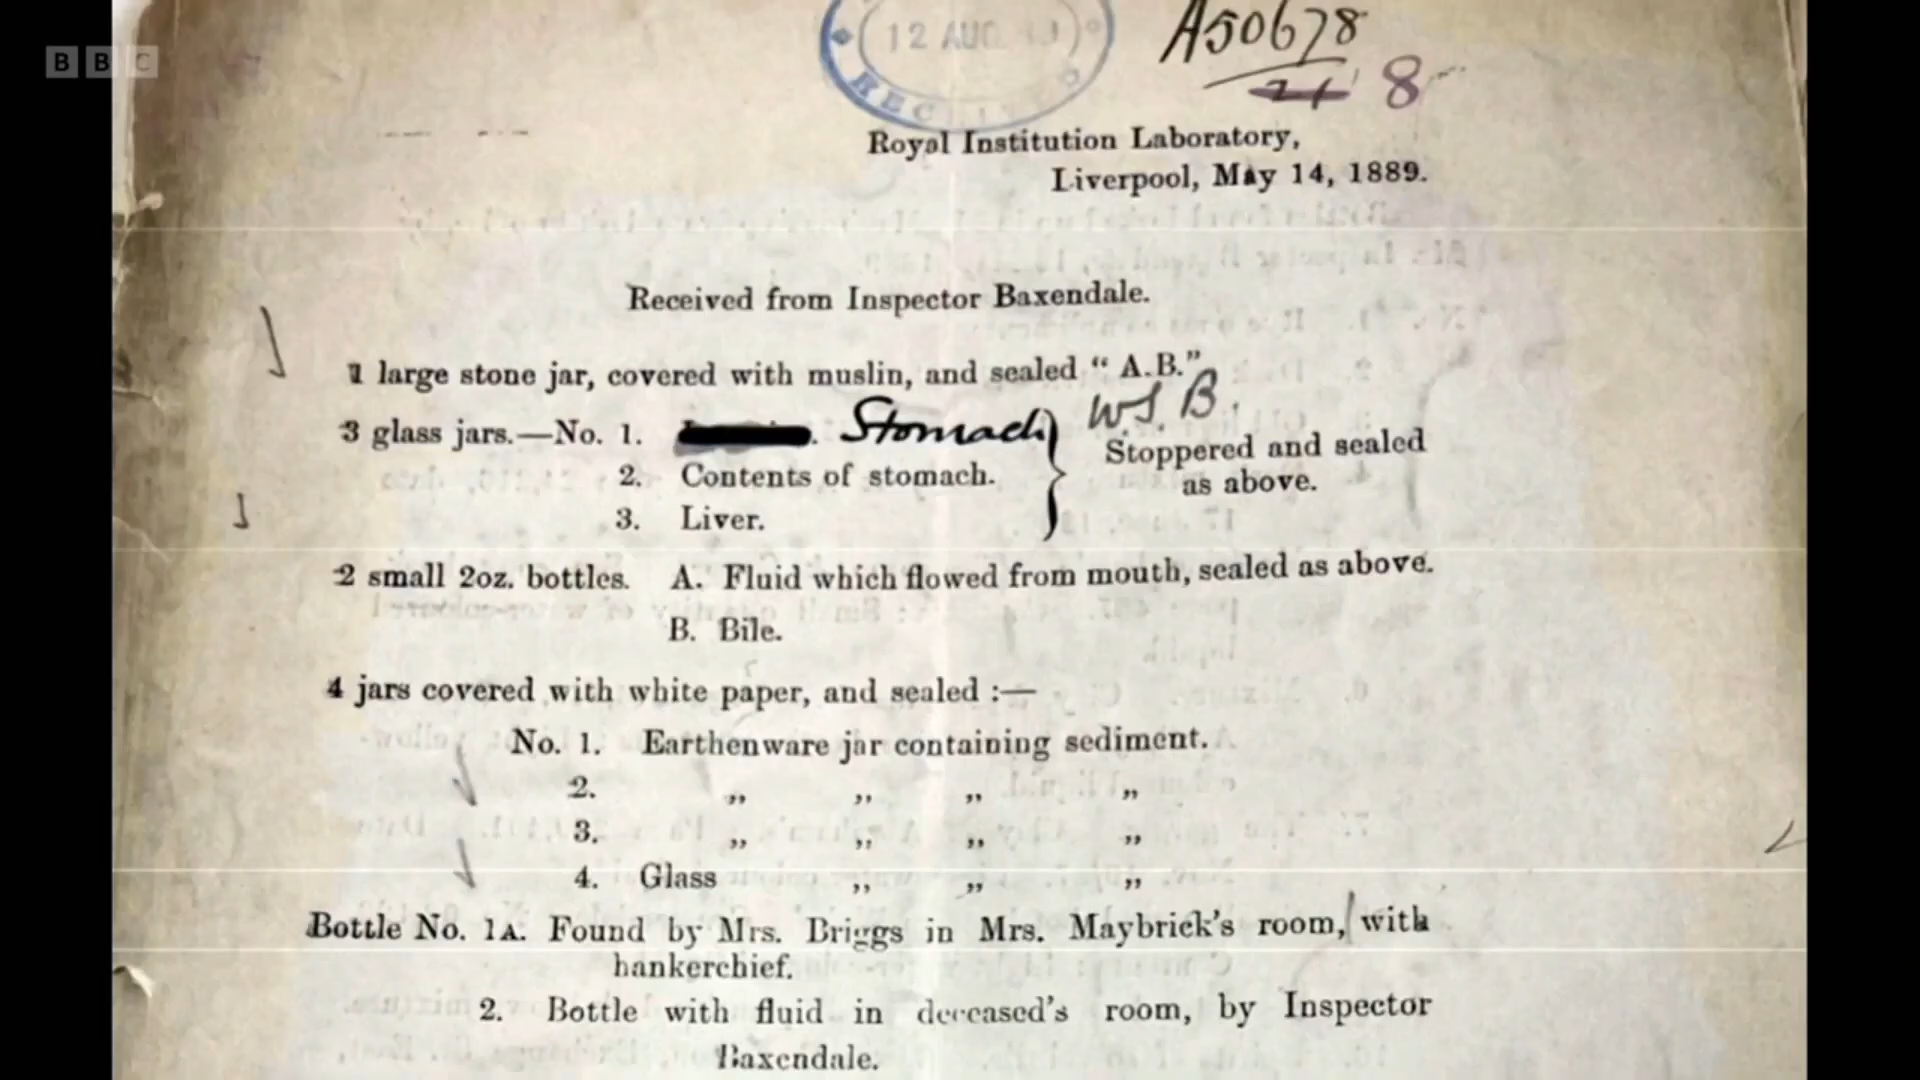 BBC
12 AUG
REC
A50678
21 8
Royal Institution Laboratory,
Liverpool, May 14, 1889.
Received from Inspector Baxendale.
1 large stone jar, covered with muslin, and sealed “ A.B.”
W.S.B.
3 glass jars.—No. 1. Stomach
Stoppered and sealed
2. Contents of stomach.
as above.
3. Liver.
2 small 2oz. bottles. A. Fluid which flowed from mouth, sealed as above.
B. Bile.
4 jars covered with white paper, and sealed :—
No. 1. Earthenware jar containing sediment.
2. ,, ,, ,, ,,
3. ,, ,, ,, ,,
4. Glass ,, ,, ,,
Bottle No. 1A. Found by Mrs. Briggs in Mrs. Maybrick's room, with
hankerchief.
2. Bottle with fluid in deceased's room, by Inspector
Baxendale.